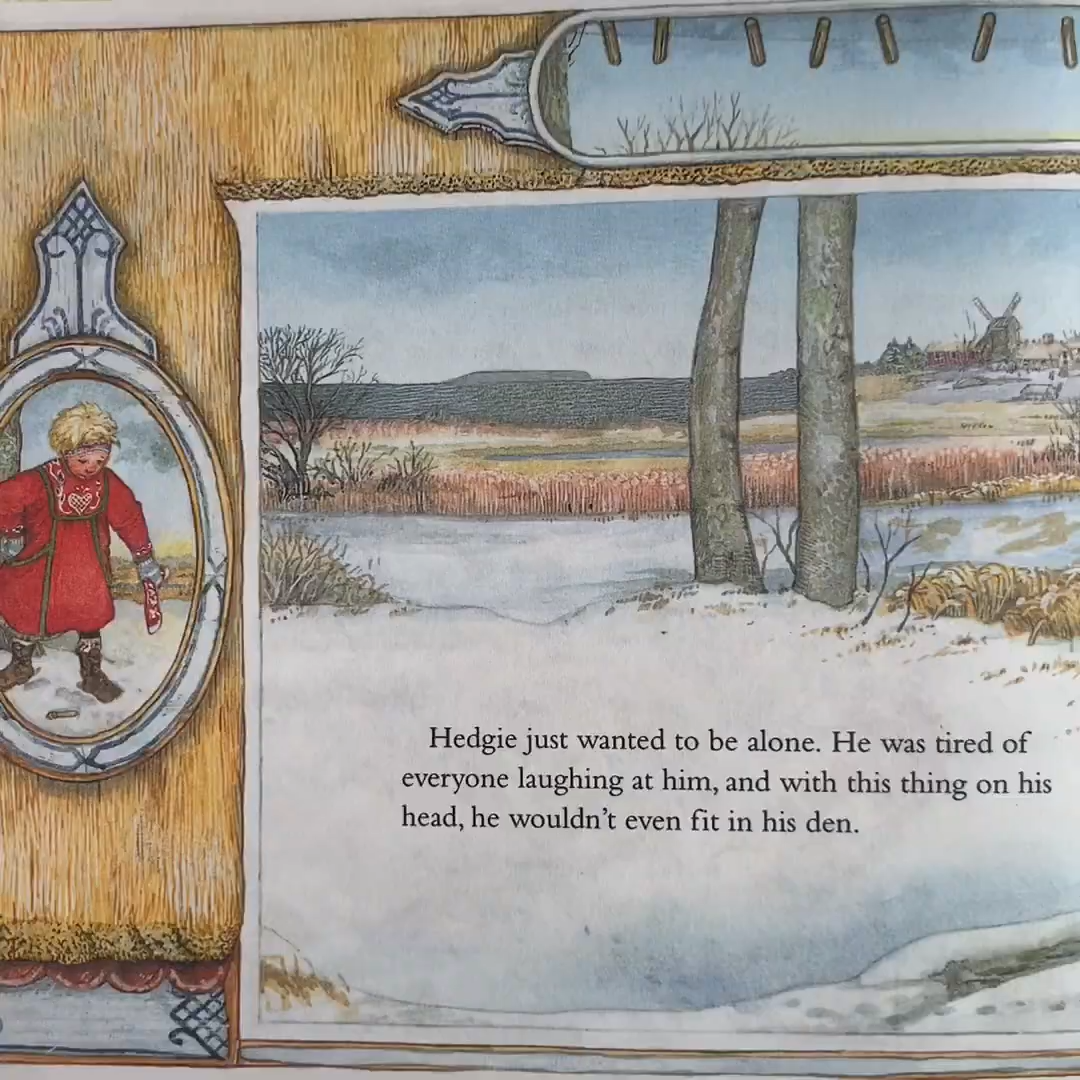 Hedgie just wanted to be alone. He was tired of
everyone laughing at him, and with this thing on his
head, he wouldn't even fit in his den.